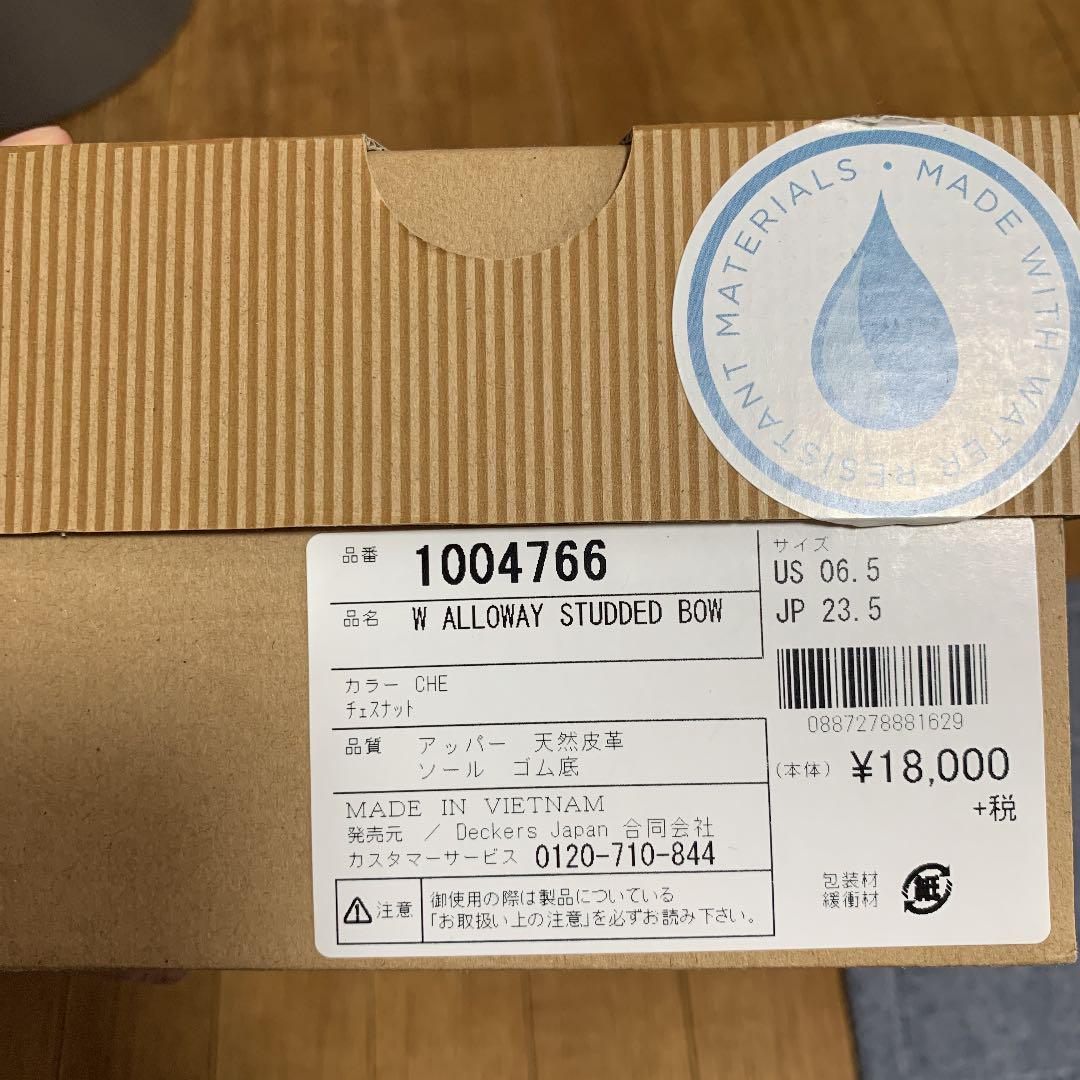 MADE WITH WATER RESISTANT MATERIALS •
品番 1004766
品名 W ALLOWAY STUDDED BOW
カラー CHE
チェスナット
品質 アッパー 天然皮革
ソール ゴム底
MADE IN VIETNAM
発売元 / Deckers Japan 合同会社
カスタマーサービス 0120-710-844
注意
御使用の際は製品についている
「お取扱い上の注意」を必ずお読み下さい。
サイズ
US 06.5
JP 23.5
0887278881629
(本体) ¥18,000
+税
包装材
緩衝材
紙